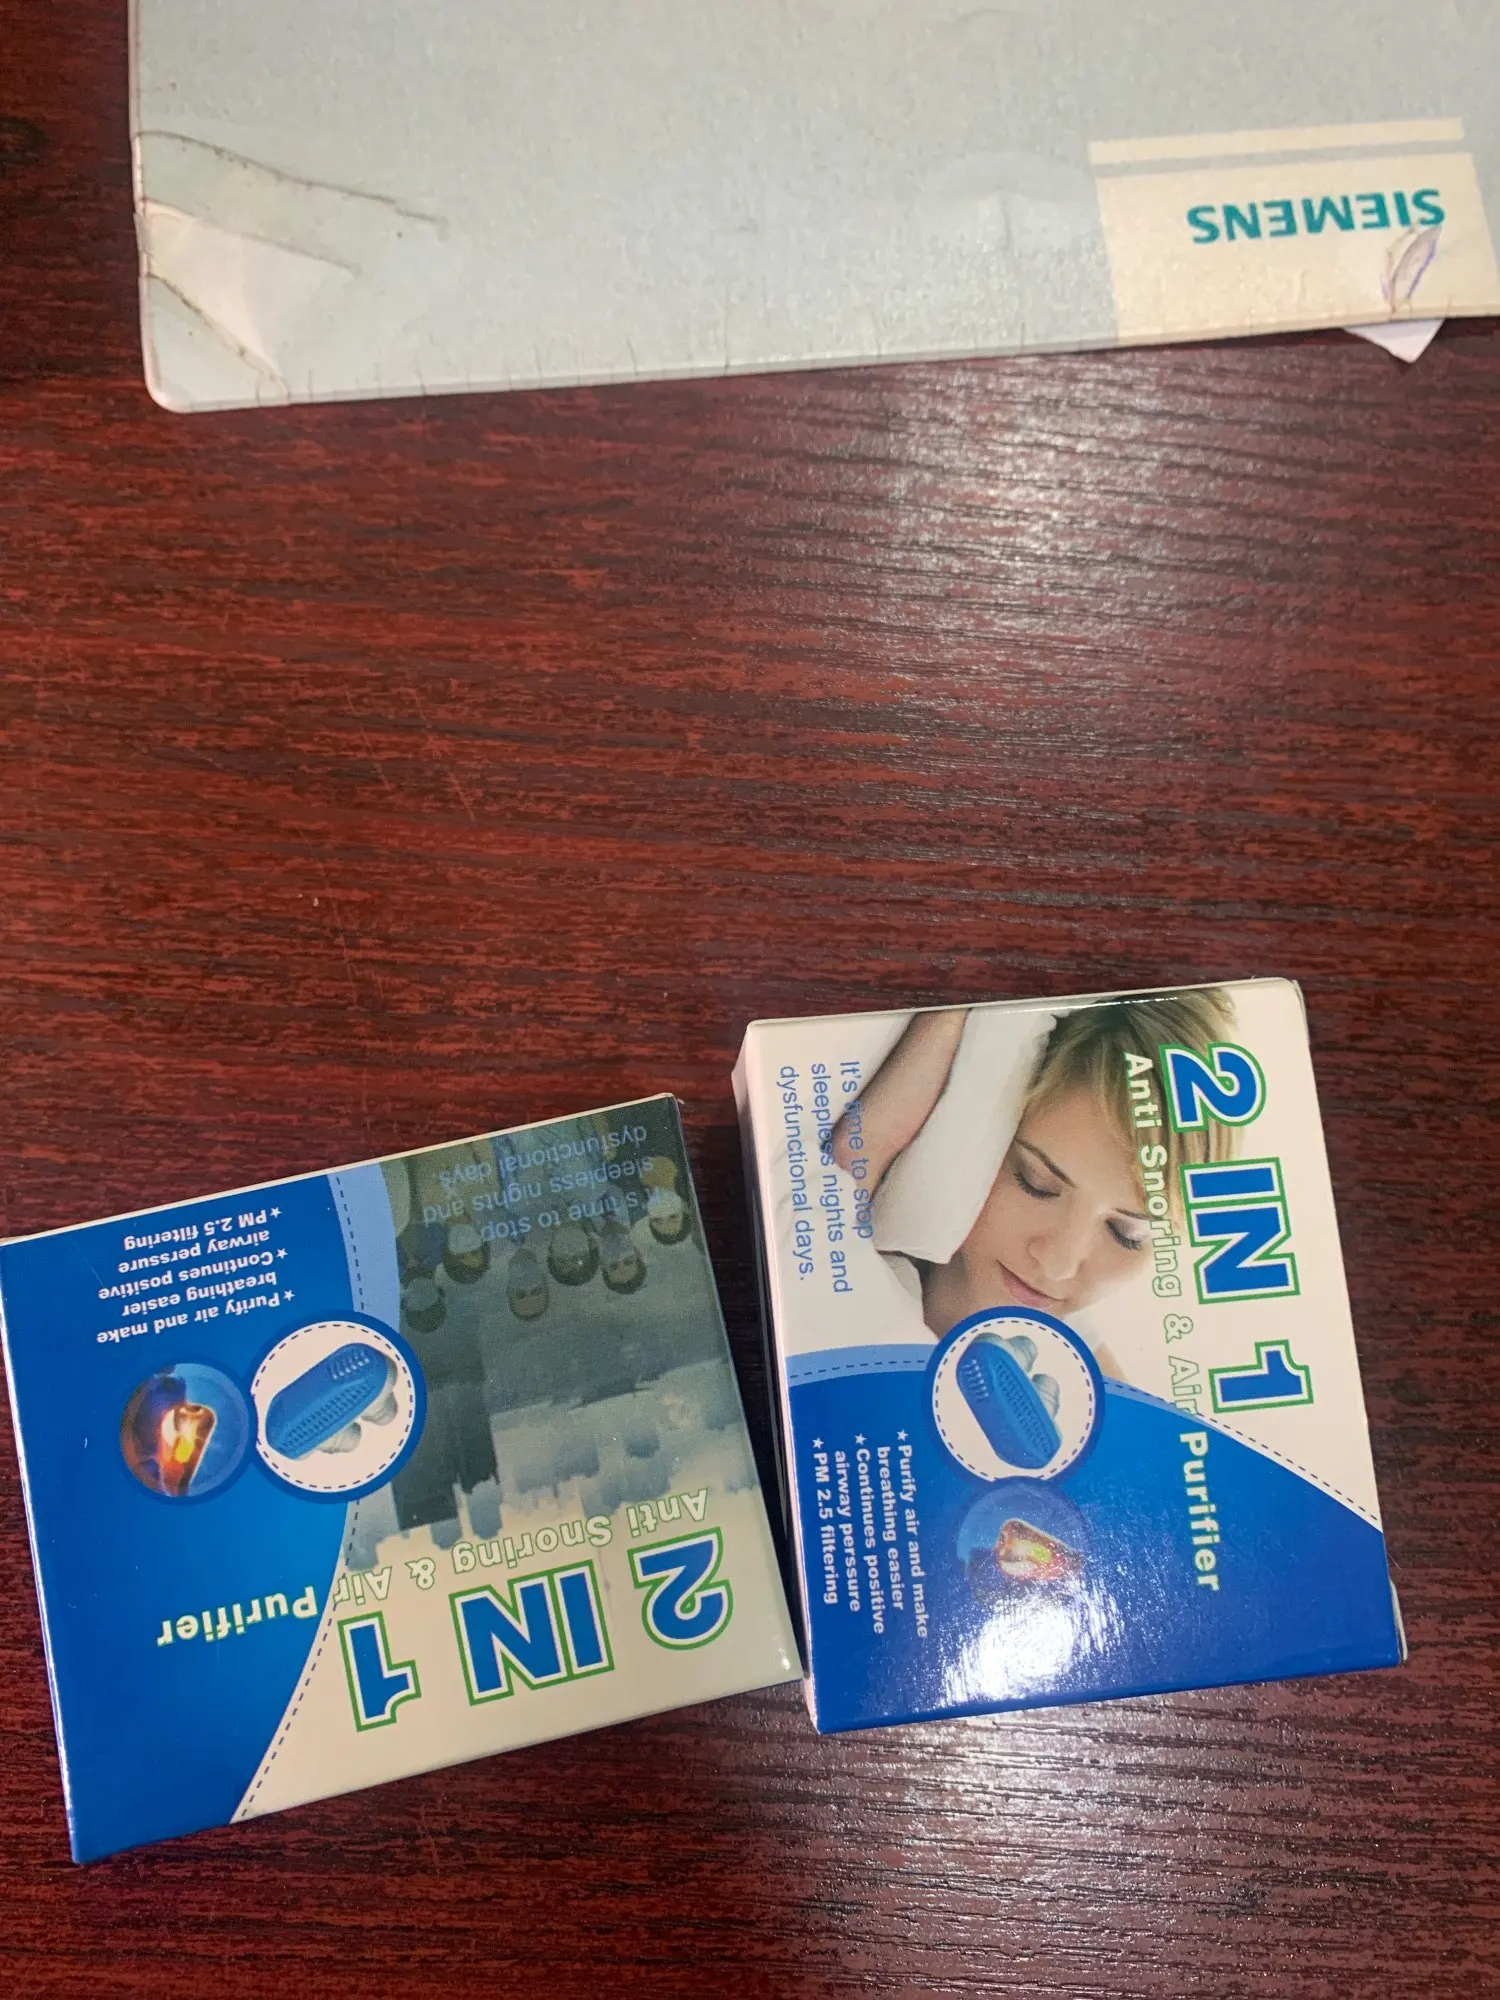 SIEMENS
2 IN 1
Anti Snoring & Air Purifier
It's time to stop
sleepless nights and
dysfunctional days
★ Purify air and make
breathing easier
★ Continues positive
airway perssure
★ PM 2.5 filtering
2 IN 1
Anti Snoring & Air Purifier
It's time to stop
sleepless nights and
dysfunctional days.
★ Purify air and make
breathing easier
★ Continues positive
airway perssure
★ PM 2.5 filtering